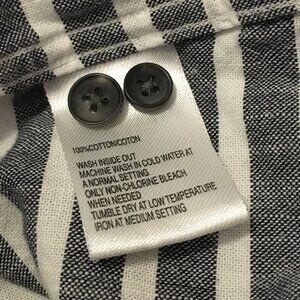 100%COTTON/COTON
WASH INSIDE OUT
MACHINE WASH IN COLD WATER AT
A NORMAL SETTING
ONLY NON-CHLORINE BLEACH
WHEN NEEDED
TUMBLE DRY AT LOW TEMPERATURE
IRON AT MEDIUM SETTING